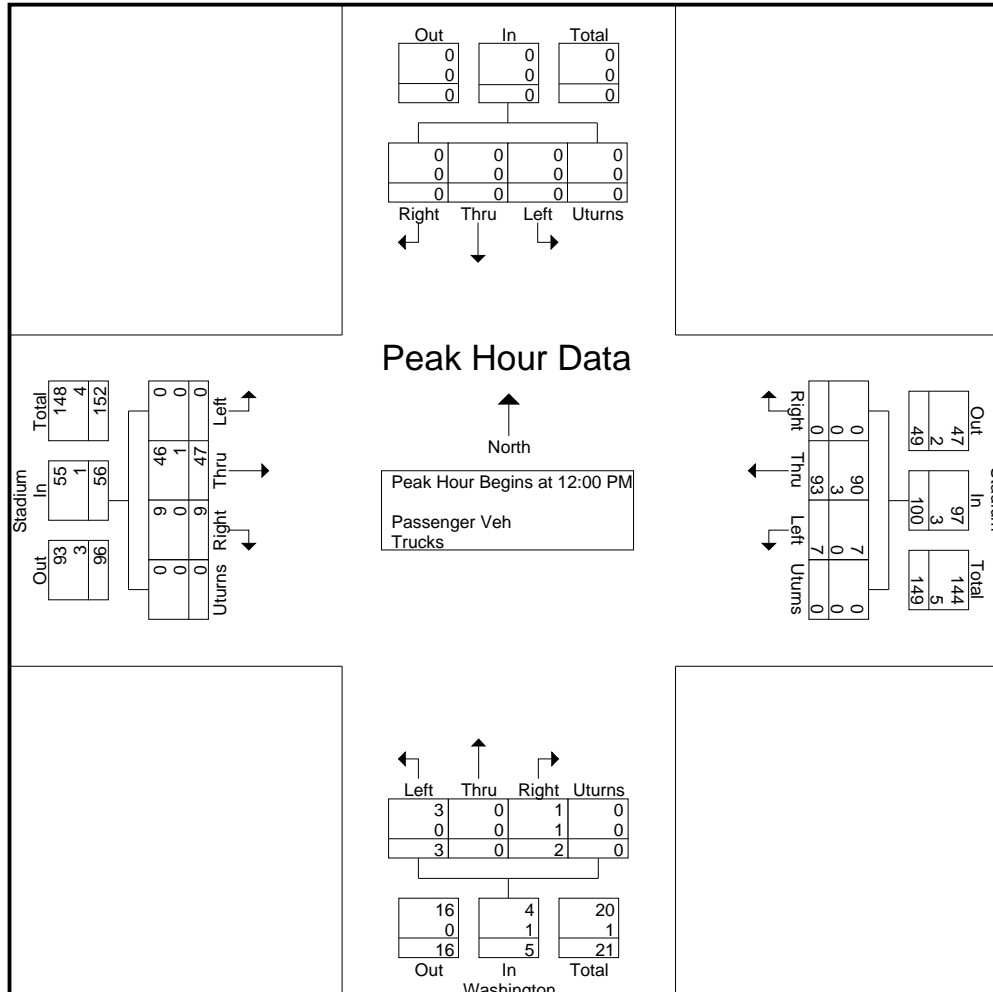 Out In Total
0 0 0
0 0 0
0 0 0
0 0 0 0
0 0 0 0
0 0 0 0
Right Thru Left Uturns
Peak Hour Data
North
Peak Hour Begins at 12:00 PM
Passenger Veh
Trucks
Stadium
Total In Out
148 55 93
4 1 3
152 56 96
0 46 9 0
0 1 0 0
0 47 9 0
Left Thru Right Uturns
Right Thru Left Uturns
0 93 7 0
0 3 0 0
0 90 7 0
49 100 149
2 3 5
47 97 144
Out In Total
Left Thru Right Uturns
3 0 1 0
0 0 1 0
3 0 2 0
16 4 20
0 1 1
16 5 21
Out In Total
Washington